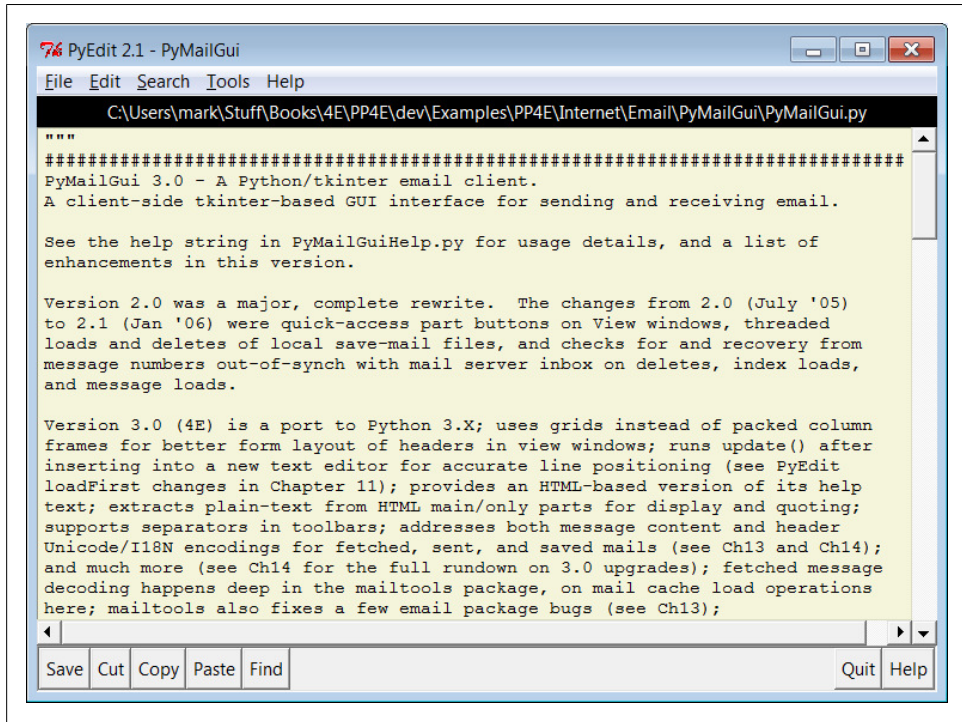 PyEdit 2.1 - PyMailGui
File Edit Search Tools Help
C:\Users\mark\Stuff\Books\4E\PP4E\dev\Examples\PP4E\Internet\Email\PyMailGui\PyMailGui.py
"""
################################################################################
PyMailGui 3.0 - A Python/tkinter email client.
A client-side tkinter-based GUI interface for sending and receiving email.
See the help string in PyMailGuiHelp.py for usage details, and a list of
enhancements in this version.
Version 2.0 was a major, complete rewrite.  The changes from 2.0 (July '05)
to 2.1 (Jan '06) were quick-access part buttons on View windows, threaded
loads and deletes of local save-mail files, and checks for and recovery from
message numbers out-of-synch with mail server inbox on deletes, index loads,
and message loads.
Version 3.0 (4E) is a port to Python 3.X; uses grids instead of packed column
frames for better form layout of headers in view windows; runs update() after
inserting into a new text editor for accurate line positioning (see PyEdit
loadFirst changes in Chapter 11); provides an HTML-based version of its help
text; extracts plain-text from HTML main/only parts for display and quoting;
supports separators in toolbars; addresses both message content and header
Unicode/I18N encodings for fetched, sent, and saved mails (see Ch13 and Ch14);
and much more (see Ch14 for the full rundown on 3.0 upgrades); fetched message
decoding happens deep in the mailtools package, on mail cache load operations
here; mailtools also fixes a few email package bugs (see Ch13);
Save Cut Copy Paste Find Quit Help